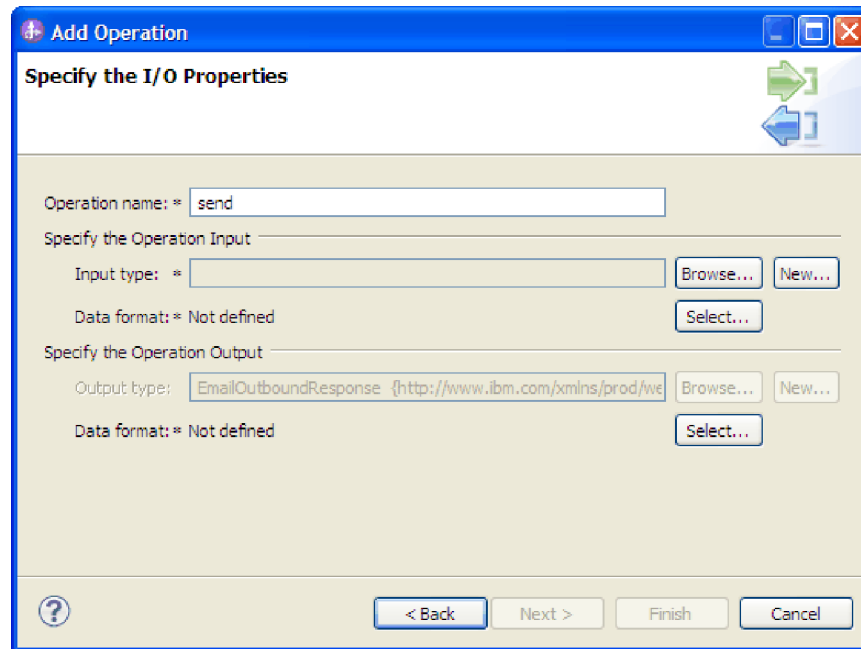 Add Operation
Specify the I/O Properties
Operation name: * send
Specify the Operation Input
Input type: * Browse... New...
Data format: * Not defined Select...
Specify the Operation Output
Output type: EmailOutboundResponse {http://www.ibm.com/xmlns/prod/we Browse... New...
Data format: * Not defined Select...
? < Back Next > Finish Cancel